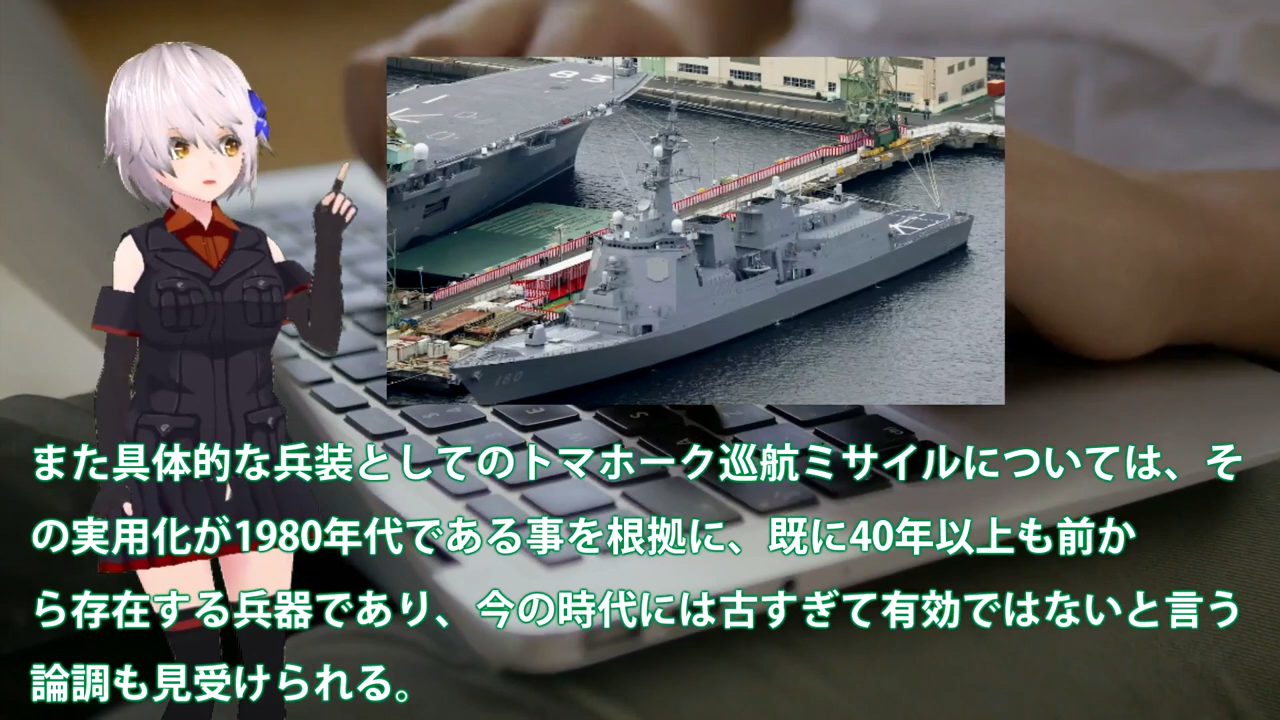 83
180
また具体的な兵装としてのトマホーク巡航ミサイルについては、そ
の実用化が1980年代である事を根拠に、既に40年以上も前か
ら存在する兵器であり、今の時代には古すぎて有効ではないと言う
論調も見受けられる。